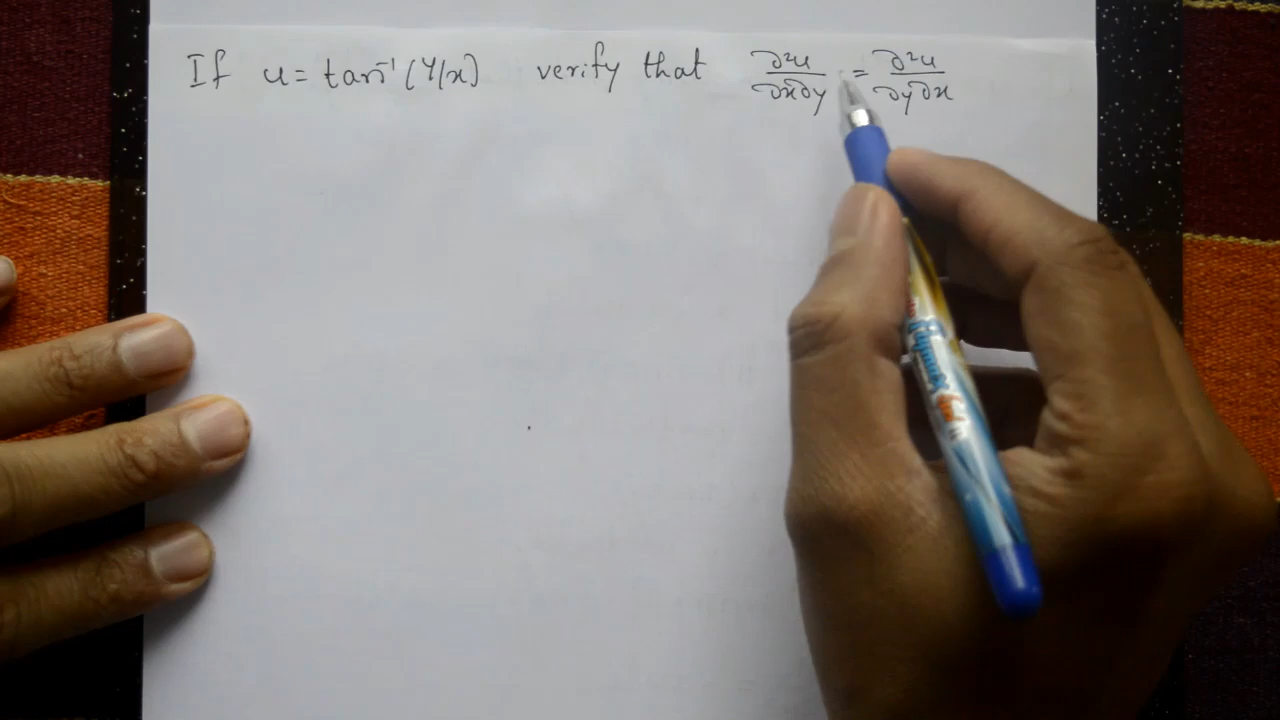 If u = tan⁻¹(y/x) verify that ∂²u/∂x∂y = ∂²u/∂y∂x